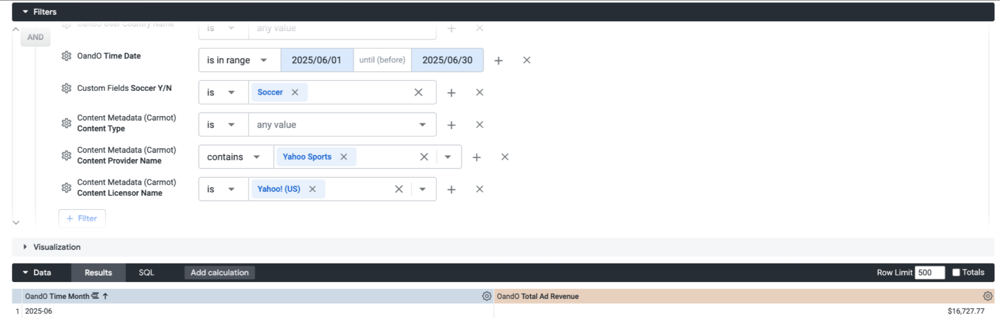 Filters
OandO User Country Name is any value
AND
OandO Time Date is in range 2025/06/01 until (before) 2025/06/30
Custom Fields Soccer Y/N is Soccer
Content Metadata (Carmot)
Content Type is any value
Content Metadata (Carmot)
Content Provider Name contains Yahoo Sports
Content Metadata (Carmot)
Content Licensor Name is Yahoo! (US)
+ Filter
Visualization
Data Results SQL Add calculation Row Limit 500 Totals
OandO Time Month OandO Total Ad Revenue
1 2025-06 $16,727.77